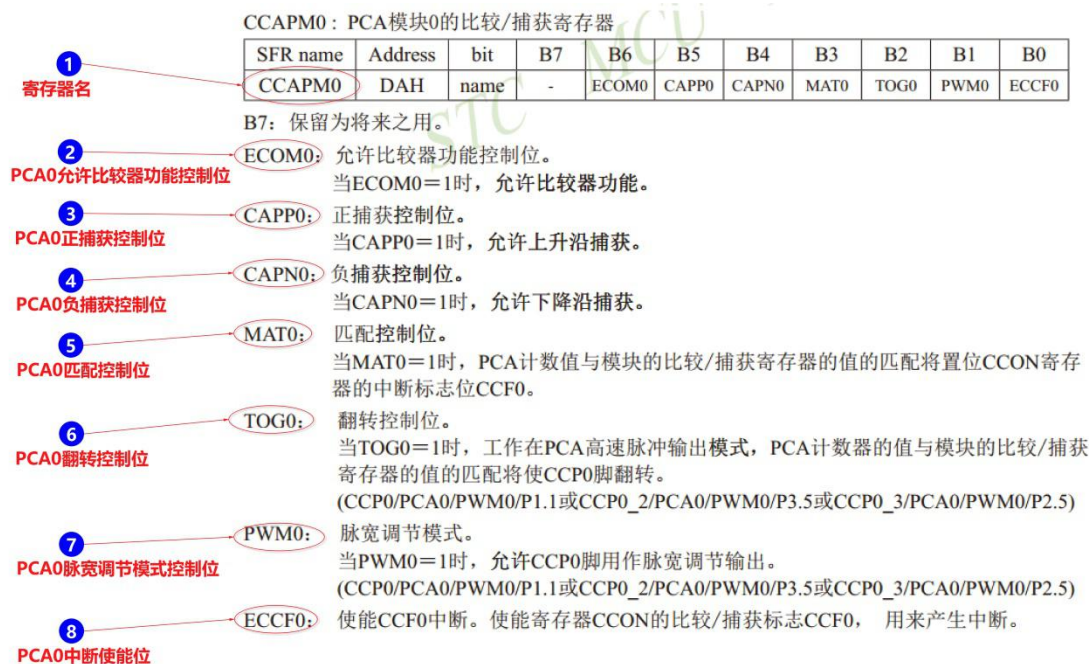 CCAPM0 : PCA模块0的比较/捕获寄存器
SFR name Address bit B7 B6 B5 B4 B3 B2 B1 B0
CCAPM0 DAH name - ECOM0 CAPP0 CAPN0 MAT0 TOG0 PWM0 ECCF0
1
寄存器名
STC MCU
B7：保留为将来之用。
2
PCA0允许比较器功能控制位
ECOM0：允许比较器功能控制位。
当ECOM0＝1时，允许比较器功能。
3
PCA0正捕获控制位
CAPP0：正捕获控制位。
当CAPP0＝1时，允许上升沿捕获。
4
PCA0负捕获控制位
CAPN0：负捕获控制位。
当CAPN0＝1时，允许下降沿捕获。
5
PCA0匹配控制位
MAT0：匹配控制位。
当MAT0＝1时，PCA计数值与模块的比较/捕获寄存器的值的匹配将置位CCON寄存
器的中断标志位CCF0。
6
PCA0翻转控制位
TOG0：翻转控制位。
当TOG0＝1时，工作在PCA高速脉冲输出模式，PCA计数器的值与模块的比较/捕获
寄存器的值的匹配将使CCP0脚翻转。
(CCP0/PCA0/PWM0/P1.1或CCP0_2/PCA0/PWM0/P3.5或CCP0_3/PCA0/PWM0/P2.5)
7
PCA0脉宽调节模式控制位
PWM0：脉宽调节模式。
当PWM0＝1时，允许CCP0脚用作脉宽调节输出。
(CCP0/PCA0/PWM0/P1.1或CCP0_2/PCA0/PWM0/P3.5或CCP0_3/PCA0/PWM0/P2.5)
8
PCA0中断使能位
ECCF0：使能CCF0中断。使能寄存器CCON的比较/捕获标志CCF0， 用来产生中断。